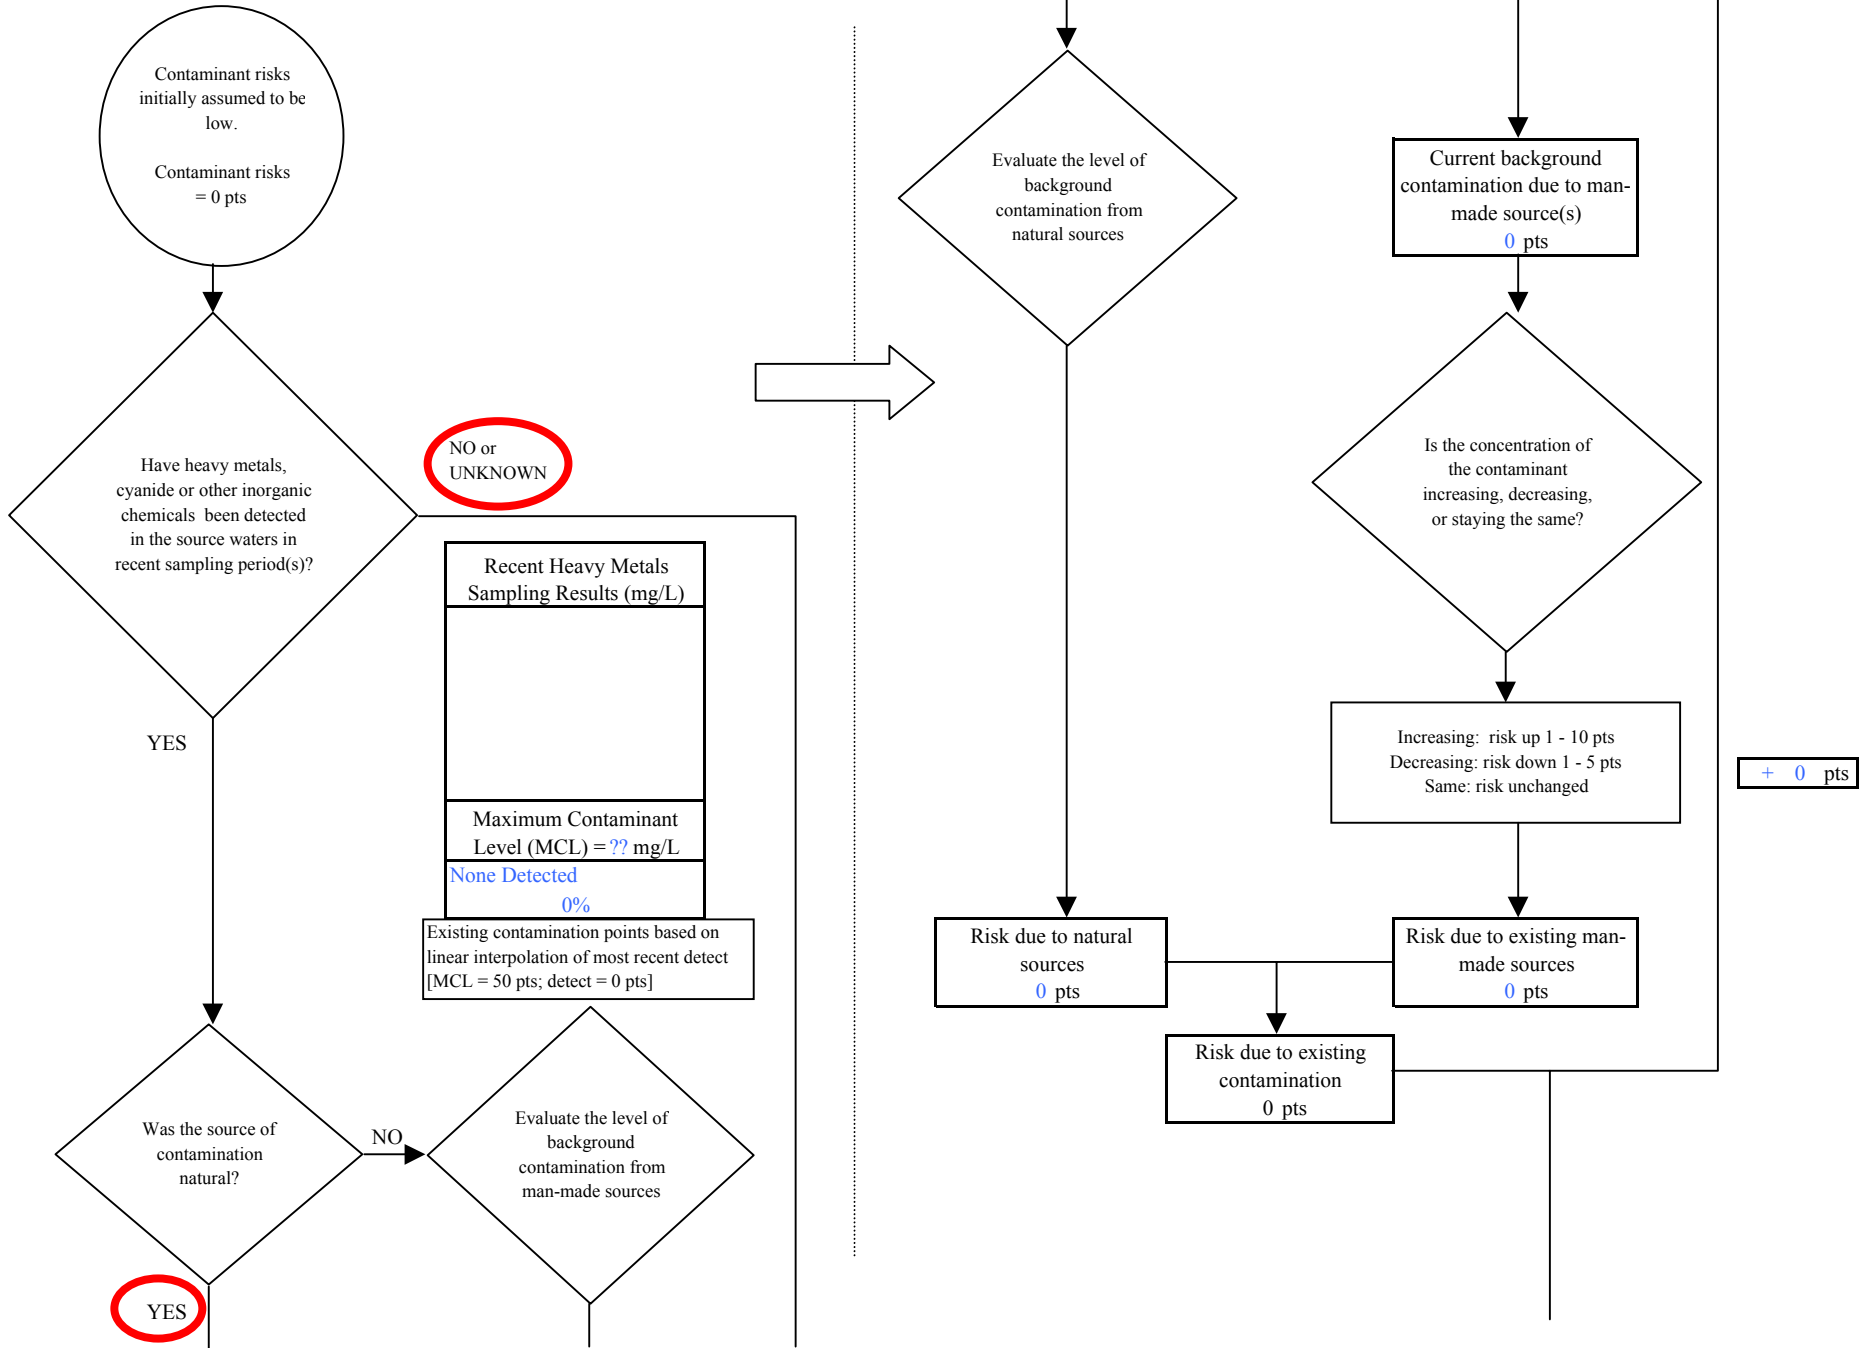 Contaminant risks
initially assumed to be
low.
Contaminant risks
= 0 pts
Have heavy metals,
cyanide or other inorganic
chemicals been detected
in the source waters in
recent sampling period(s)?
NO or
UNKNOWN
YES
Recent Heavy Metals
Sampling Results (mg/L)
Maximum Contaminant
Level (MCL) = ?? mg/L
None Detected
0%
Existing contamination points based on
linear interpolation of most recent detect
[MCL = 50 pts; detect = 0 pts]
Was the source of
contamination
natural?
NO
Evaluate the level of
background
contamination from
man-made sources
YES
Evaluate the level of
background
contamination from
natural sources
Current background
contamination due to man-
made source(s)
0 pts
Is the concentration of
the contaminant
increasing, decreasing,
or staying the same?
Increasing: risk up 1 - 10 pts
Decreasing: risk down 1 - 5 pts
Same: risk unchanged
+ 0 pts
Risk due to natural
sources
0 pts
Risk due to existing man-
made sources
0 pts
Risk due to existing
contamination
0 pts